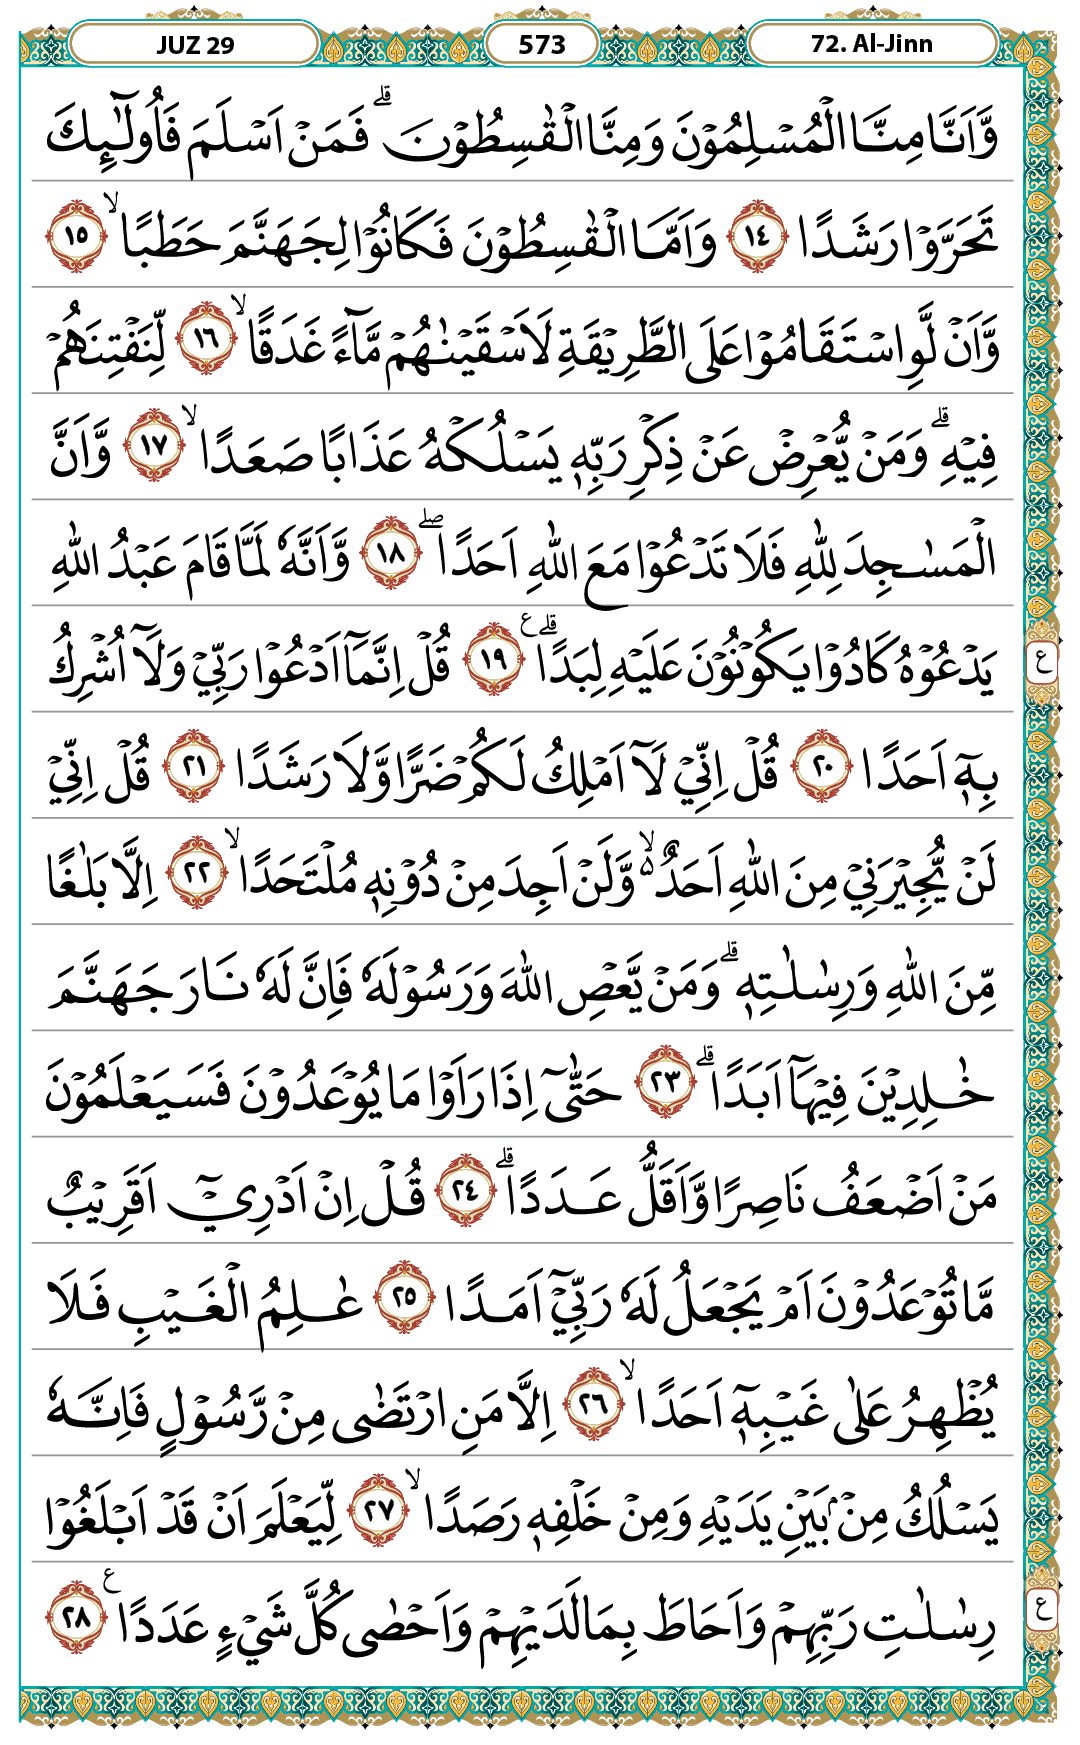 JUZ 29 573 72. Al-Jinn
وَّاَنَّا مِنَّا الْمُسْلِمُوْنَ وَمِنَّا الْقٰسِطُوْنَۗ فَمَنْ اَسْلَمَ فَاُولٰۤىِٕكَ
تَحَرَّوْا رَشَدًا ١٤ وَاَمَّا الْقٰسِطُوْنَ فَكَانُوْا لِجَهَنَّمَ حَطَبًاۙ ١٥
وَّاَنْ لَّوِ اسْتَقَامُوْا عَلَى الطَّرِيْقَةِ لَاَسْقَيْنٰهُمْ مَّاۤءً غَدَقًاۙ ١٦ لِّنَفْتِنَهُمْ
فِيْهِۗ وَمَنْ يُّعْرِضْ عَنْ ذِكْرِ رَبِّهٖ يَسْلُكْهُ عَذَابًا صَعَدًاۙ ١٧ وَّاَنَّ
الْمَسٰجِدَ لِلّٰهِ فَلَا تَدْعُوْا مَعَ اللّٰهِ اَحَدًاۖ ١٨ وَّاَنَّهٗ لَمَّا قَامَ عَبْدُ اللّٰهِ
يَدْعُوْهُ كَادُوْا يَكُوْنُوْنَ عَلَيْهِ لِبَدًاۗ ࣖ ١٩ قُلْ اِنَّمَآ اَدْعُوْا رَبِّيْ وَلَآ اُشْرِكُ
ع
بِهٖٓ اَحَدًا ٢٠ قُلْ اِنِّيْ لَآ اَمْلِكُ لَكُمْ ضَرًّا وَّلَا رَشَدًا ٢١ قُلْ اِنِّيْ
لَنْ يُّجِيْرَنِيْ مِنَ اللّٰهِ اَحَدٌ ەۙ وَّلَنْ اَجِدَ مِنْ دُوْنِهٖ مُلْتَحَدًاۙ ٢٢ اِلَّا بَلٰغًا
مِّنَ اللّٰهِ وَرِسٰلٰتِهٖۗ وَمَنْ يَّعْصِ اللّٰهَ وَرَسُوْلَهٗ فَاِنَّ لَهٗ نَارَ جَهَنَّمَ
خٰلِدِيْنَ فِيْهَآ اَبَدًاۗ ٢٣ حَتّٰىٓ اِذَا رَاَوْا مَا يُوْعَدُوْنَ فَسَيَعْلَمُوْنَ
مَنْ اَضْعَفُ نَاصِرًا وَّاَقَلُّ عَدَدًاۗ ٢٤ قُلْ اِنْ اَدْرِيْٓ اَقَرِيْبٌ
مَّا تُوْعَدُوْنَ اَمْ يَجْعَلُ لَهٗ رَبِّيْٓ اَمَدًا ٢٥ عٰلِمُ الْغَيْبِ فَلَا
يُظْهِرُ عَلٰى غَيْبِهٖٓ اَحَدًاۙ ٢٦ اِلَّا مَنِ ارْتَضٰى مِنْ رَّسُوْلٍ فَاِنَّهٗ
يَسْلُكُ مِنْۢ بَيْنِ يَدَيْهِ وَمِنْ خَلْفِهٖ رَصَدًاۙ ٢٧ لِّيَعْلَمَ اَنْ قَدْ اَبْلَغُوْا
رِسٰلٰتِ رَبِّهِمْ وَاَحَاطَ بِمَا لَدَيْهِمْ وَاَحْصٰى كُلَّ شَيْءٍ عَدَدًا ࣖ ٢٨
ع